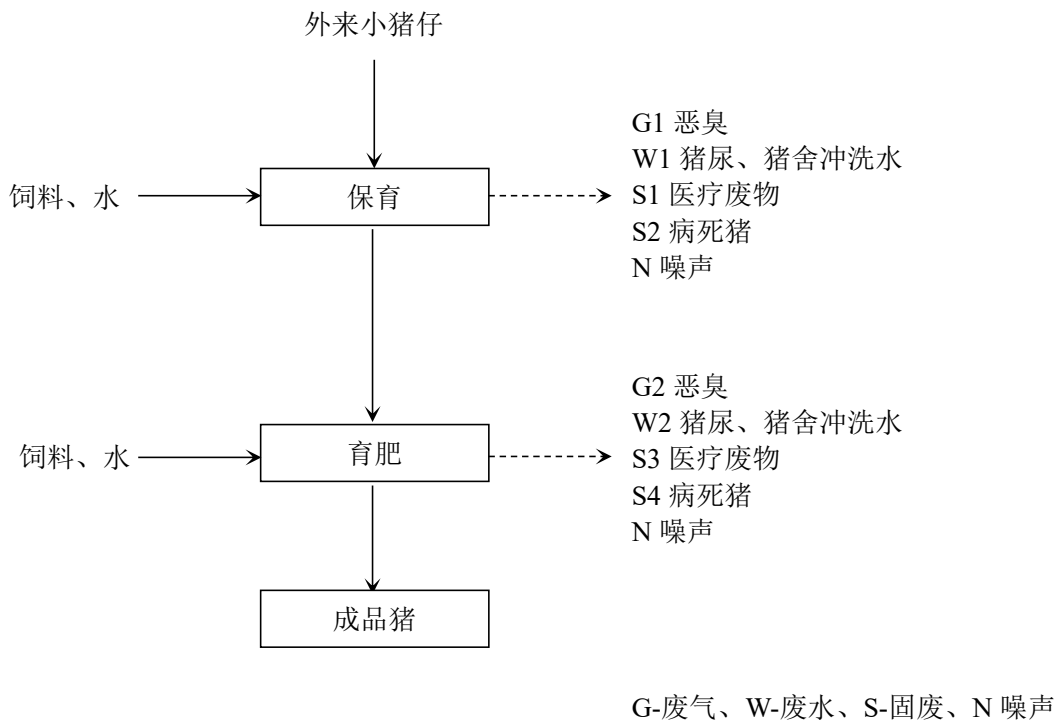 外来小猪仔
饲料、水
保育
G1 恶臭
W1 猪尿、猪舍冲洗水
S1 医疗废物
S2 病死猪
N 噪声
饲料、水
育肥
G2 恶臭
W2 猪尿、猪舍冲洗水
S3 医疗废物
S4 病死猪
N 噪声
成品猪
G-废气、W-废水、S-固废、N 噪声